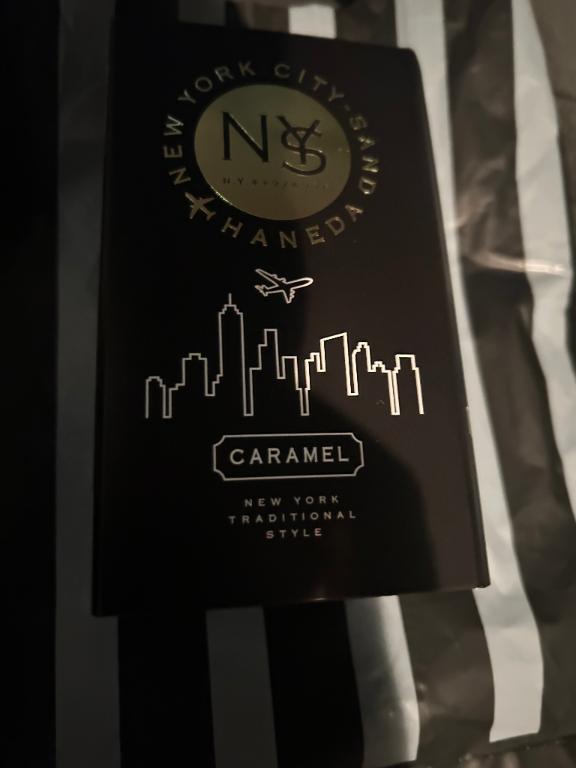 NEW YORK CITY-SAND
HANEDA
NYS
CARAMEL
NEW YORK
TRADITIONAL
STYLE